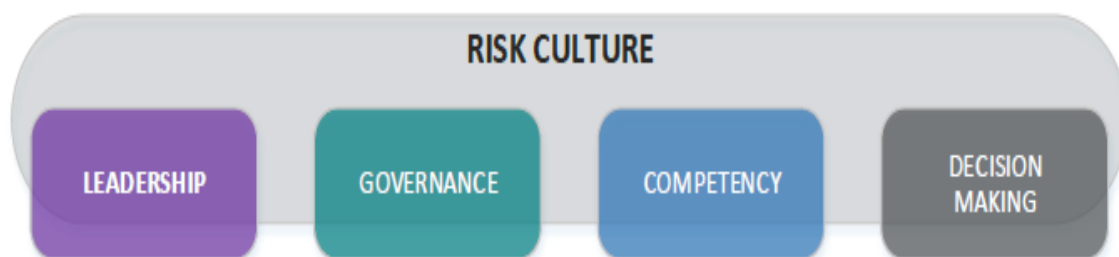 RISK CULTURE
LEADERSHIP
GOVERNANCE
COMPETENCY
DECISION
MAKING